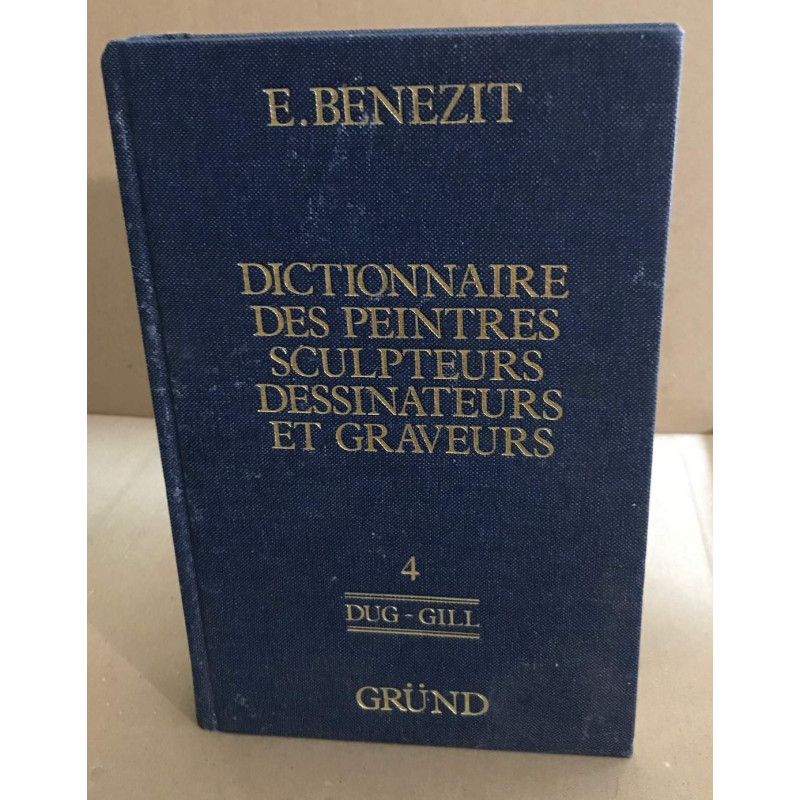 E. BENEZIT
DICTIONNAIRE
DES PEINTRES
SCULPTEURS
DESSINATEURS
ET GRAVEURS
4
DUG - GILL
GRÜND